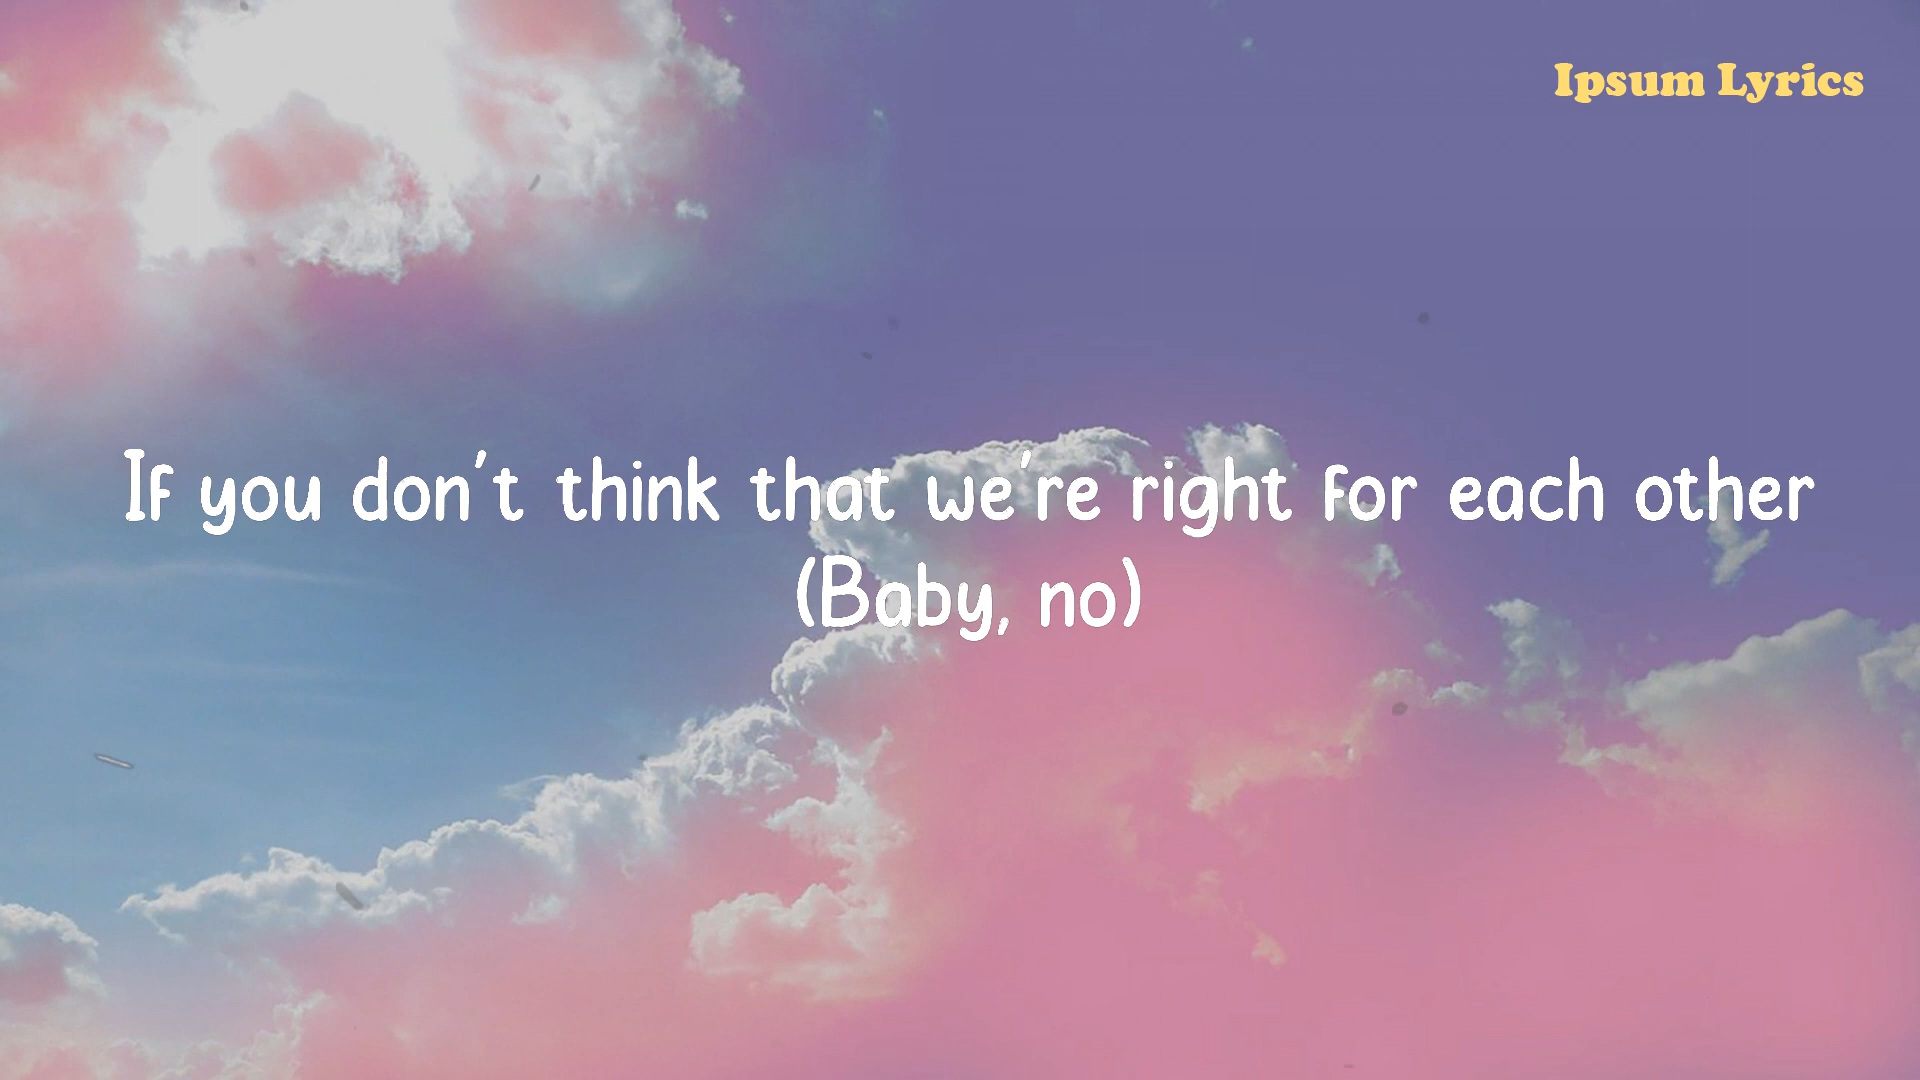 Ipsum Lyrics
If you don't think that we're right for each other
(Baby, no)